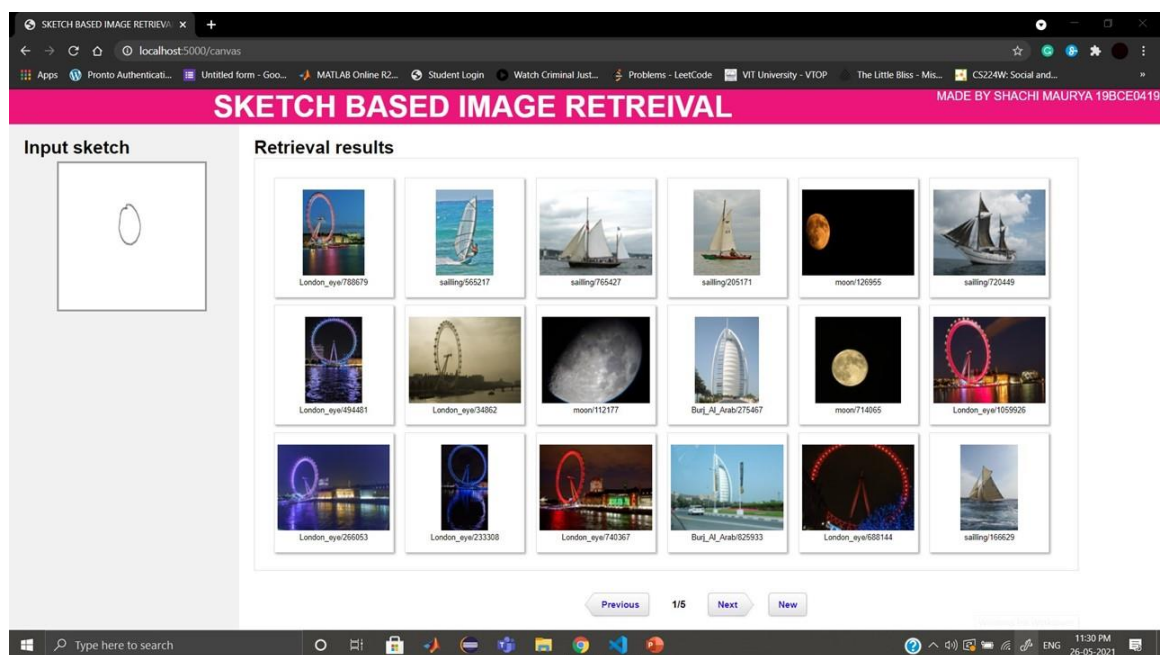 SKETCH BASED IMAGE RETRIEVA
localhost:5000/canvas
Apps Pronto Authenticati... Untitled form - Goo... MATLAB Online R2... Student Login Watch Criminal Just... Problems - LeetCode VIT University - VTOP The Little Bliss - Mis... CS224W: Social and... »
SKETCH BASED IMAGE RETREIVAL
MADE BY SHACHI MAURYA 19BCE0419
Input sketch
Retrieval results
London_eye/788679 sailling/565217 sailling/765427 sailling/205171 moon/126955 sailling/720449
London_eye/494481 London_eye/34862 moon/112177 Burj_Al_Arab/275467 moon/714065 London_eye/1059926
London_eye/266053 London_eye/233308 London_eye/740367 Burj_Al_Arab/825933 London_eye/688144 sailling/166629
Previous 1/5 Next New
Type here to search
ENG
11:30 PM
26-05-2021